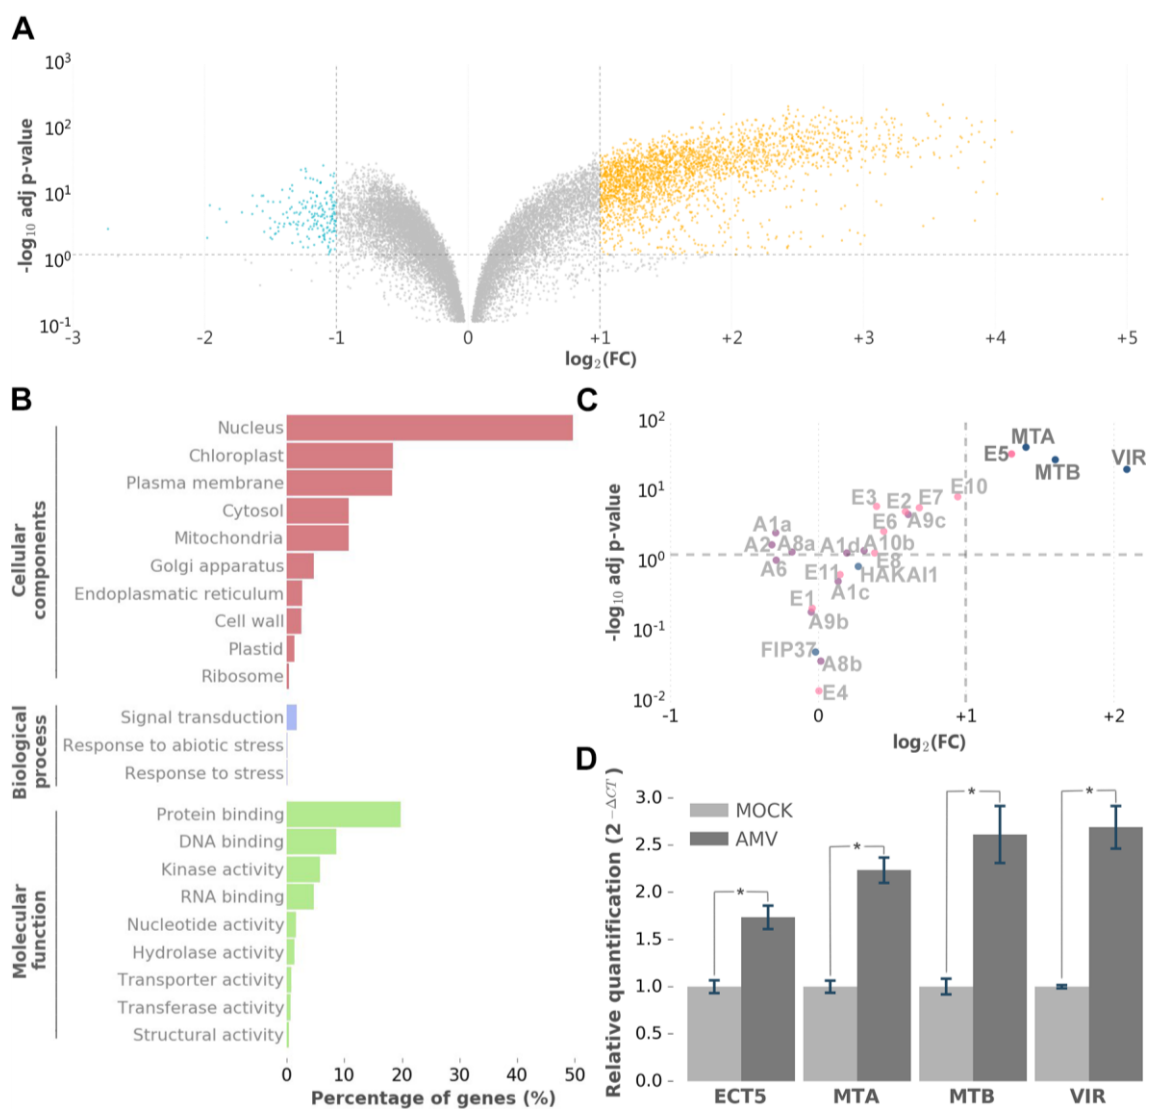 A
10³
10²
10¹
10⁰
10⁻¹
-log₁₀ adj p-value
-3 -2 -1 0 +1 +2 +3 +4 +5
log₂(FC)
B
Cellular
components
Nucleus
Chloroplast
Plasma membrane
Cytosol
Mitochondria
Golgi apparatus
Endoplasmatic reticulum
Cell wall
Plastid
Ribosome
Biological
process
Signal transduction
Response to abiotic stress
Response to stress
Molecular
function
Protein binding
DNA binding
Kinase activity
RNA binding
Nucleotide activity
Hydrolase activity
Transporter activity
Transferase activity
Structural activity
0 10 20 30 40 50
Percentage of genes (%)
C
10²
10¹
10⁰
10⁻¹
10⁻²
-log₁₀ adj p-value
MTA
E5
MTB
VIR
E10
E3 E2 E7
A9c
E6
A1a
A2 A8a A1d A10b
E8
A6
E11 HAKAI1
A1c
E1
A9b
FIP37
A8b
E4
-1 0 +1 +2
log₂(FC)
D
Relative quantification (2 ⁻ΔCT )
3.0
2.5
2.0
1.5
1.0
0.5
0.0
MOCK
AMV
*
*
*
*
ECT5 MTA MTB VIR